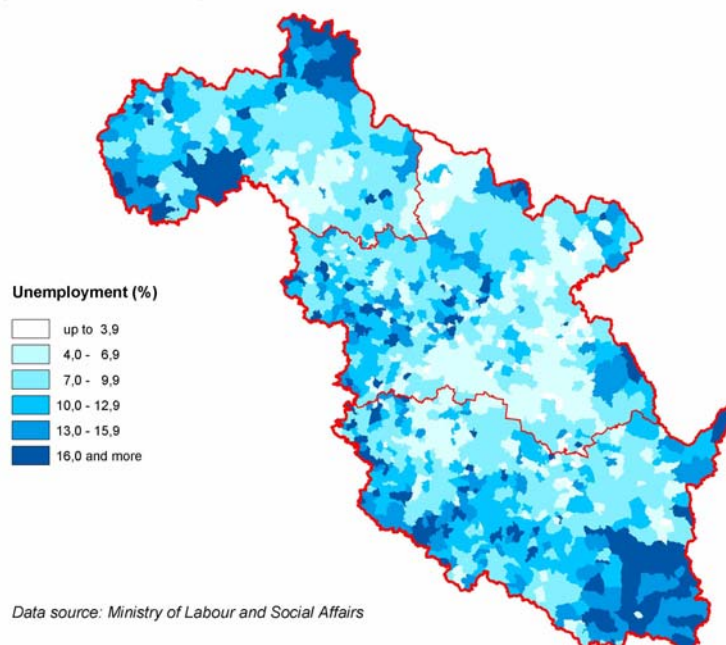 Unemployment (%)
up to 3,9
4,0 - 6,9
7,0 - 9,9
10,0 - 12,9
13,0 - 15,9
16,0 and more
Data source: Ministry of Labour and Social Affairs